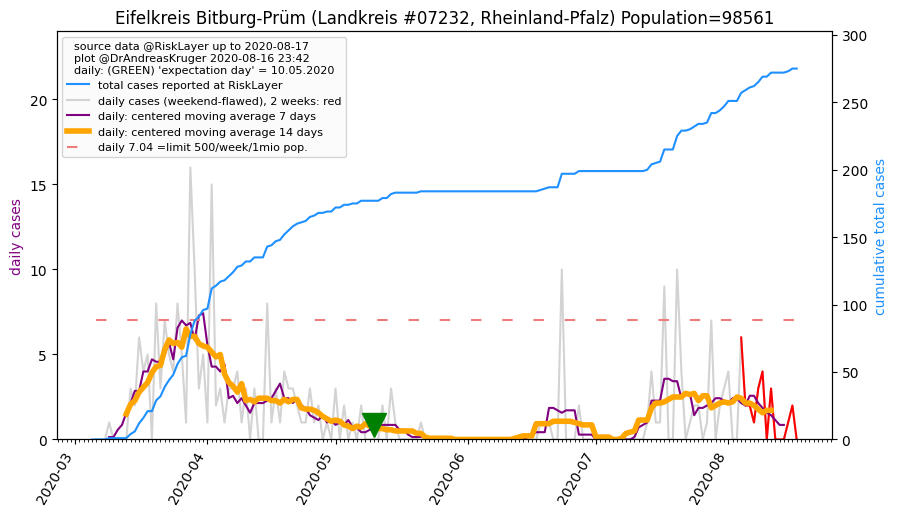 Eifelkreis Bitburg-Prüm (Landkreis #07232, Rheinland-Pfalz) Population=98561
source data @RiskLayer up to 2020-08-17
plot @DrAndreasKruger 2020-08-16 23:42
daily: (GREEN) 'expectation day' = 10.05.2020
total cases reported at RiskLayer
daily cases (weekend-flawed), 2 weeks: red
daily: centered moving average 7 days
daily: centered moving average 14 days
daily 7.04 =limit 500/week/1mio pop.
daily cases
20
15
10
5
0
300
250
200
150
100
50
0
cumulative total cases
2020-03
2020-04
2020-05
2020-06
2020-07
2020-08